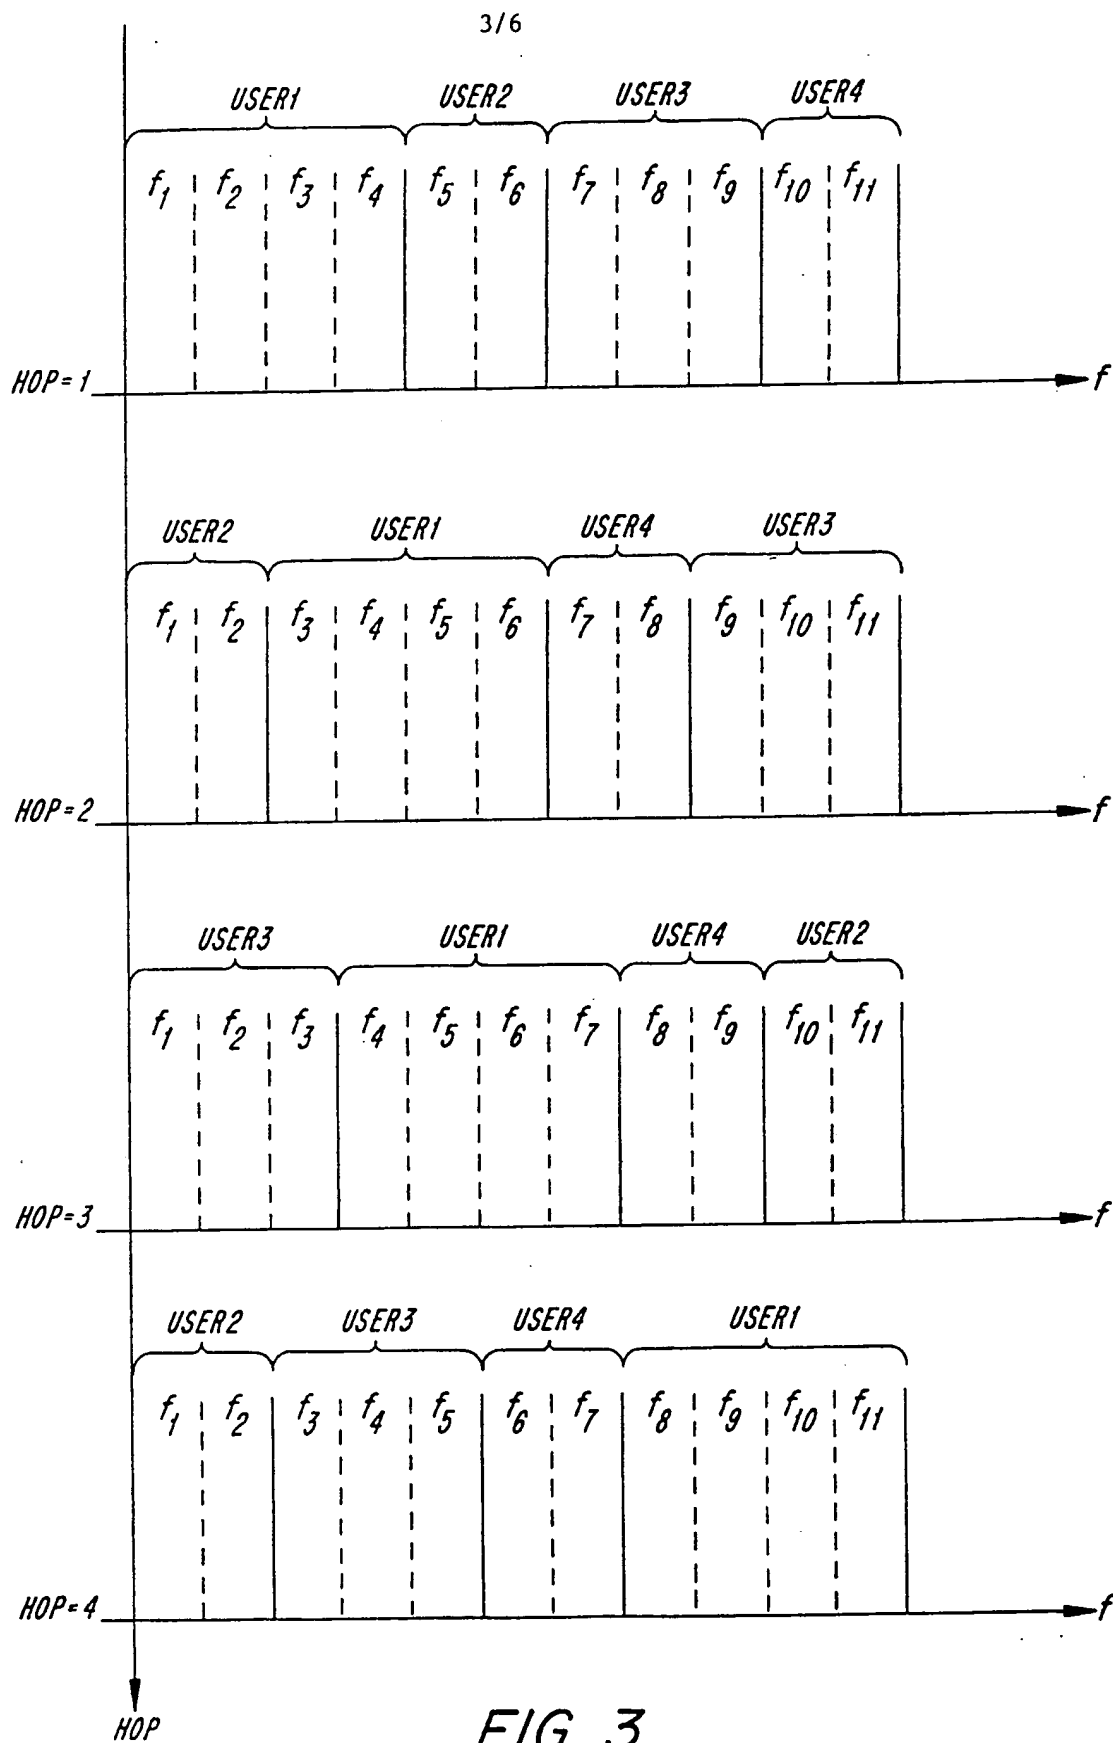 3/6
USER1 USER2 USER3 USER4
f1 f2 f3 f4 f5 f6 f7 f8 f9 f10 f11
HOP=1 f
USER2 USER1 USER4 USER3
f1 f2 f3 f4 f5 f6 f7 f8 f9 f10 f11
HOP=2 f
USER3 USER1 USER4 USER2
f1 f2 f3 f4 f5 f6 f7 f8 f9 f10 f11
HOP=3 f
USER2 USER3 USER4 USER1
f1 f2 f3 f4 f5 f6 f7 f8 f9 f10 f11
HOP=4 f
HOP
FIG. 3